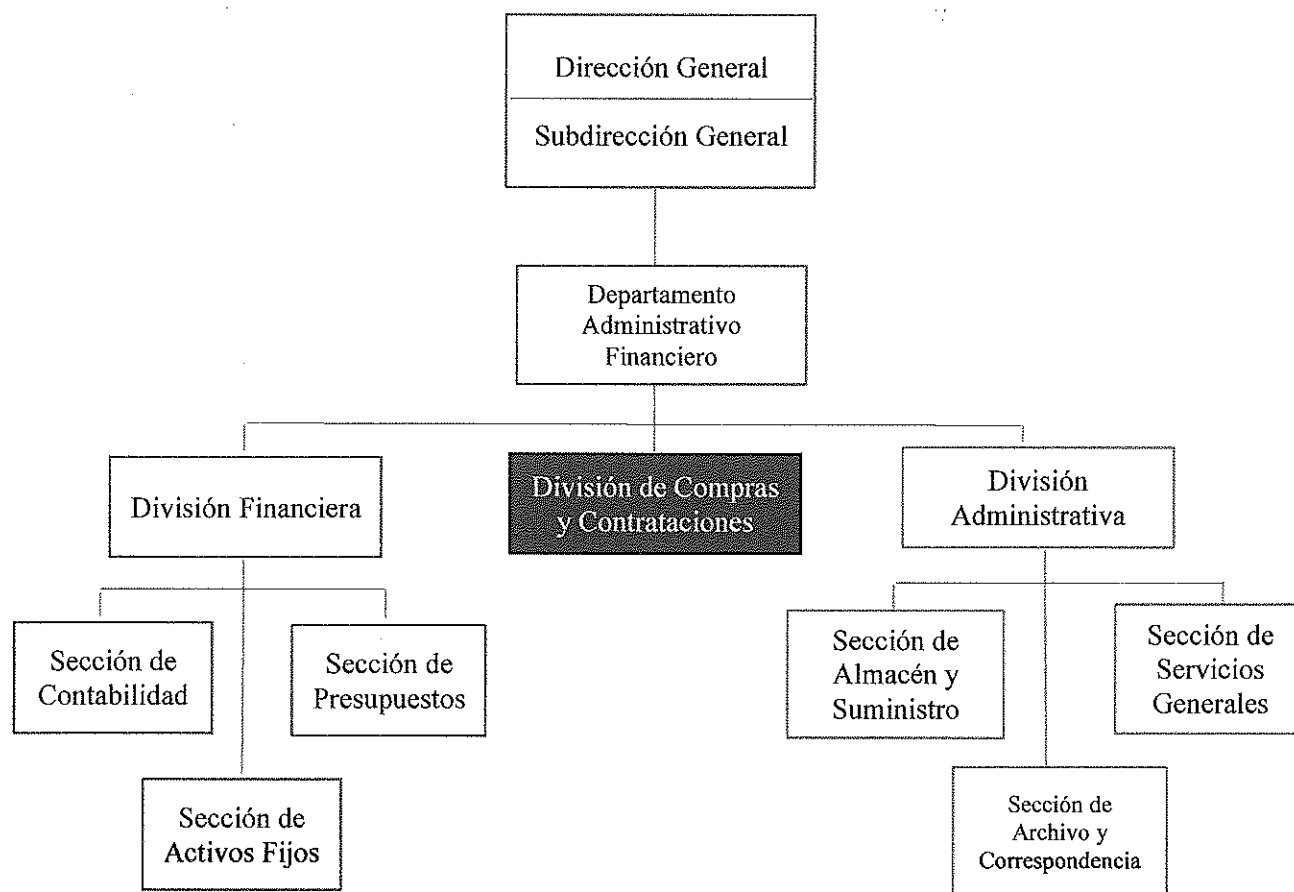 Dirección General
Subdirección General
Departamento
Administrativo
Financiero
División Financiera
División de Compras
y Contrataciones
División
Administrativa
Sección de
Contabilidad
Sección de
Presupuestos
Sección de
Almacén y
Suministro
Sección de
Servicios
Generales
Sección de
Activos Fijos
Sección de
Archivo y
Correspondencia